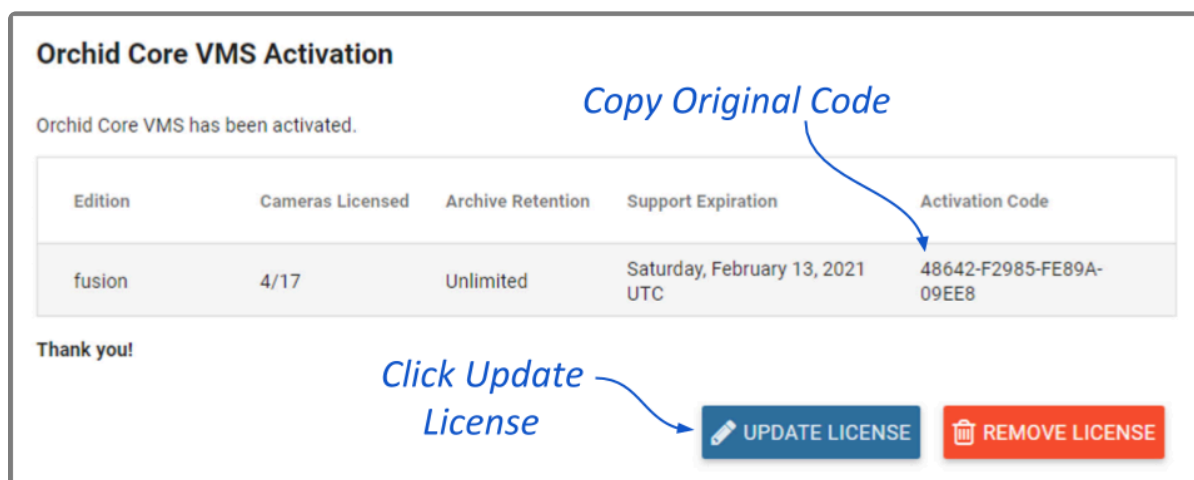 Orchid Core VMS Activation
Copy Original Code
Orchid Core VMS has been activated.
Edition Cameras Licensed Archive Retention Support Expiration Activation Code
fusion 4/17 Unlimited Saturday, February 13, 2021 48642-F2985-FE89A-
UTC 09EE8
Thank you!
Click Update
License
UPDATE LICENSE REMOVE LICENSE